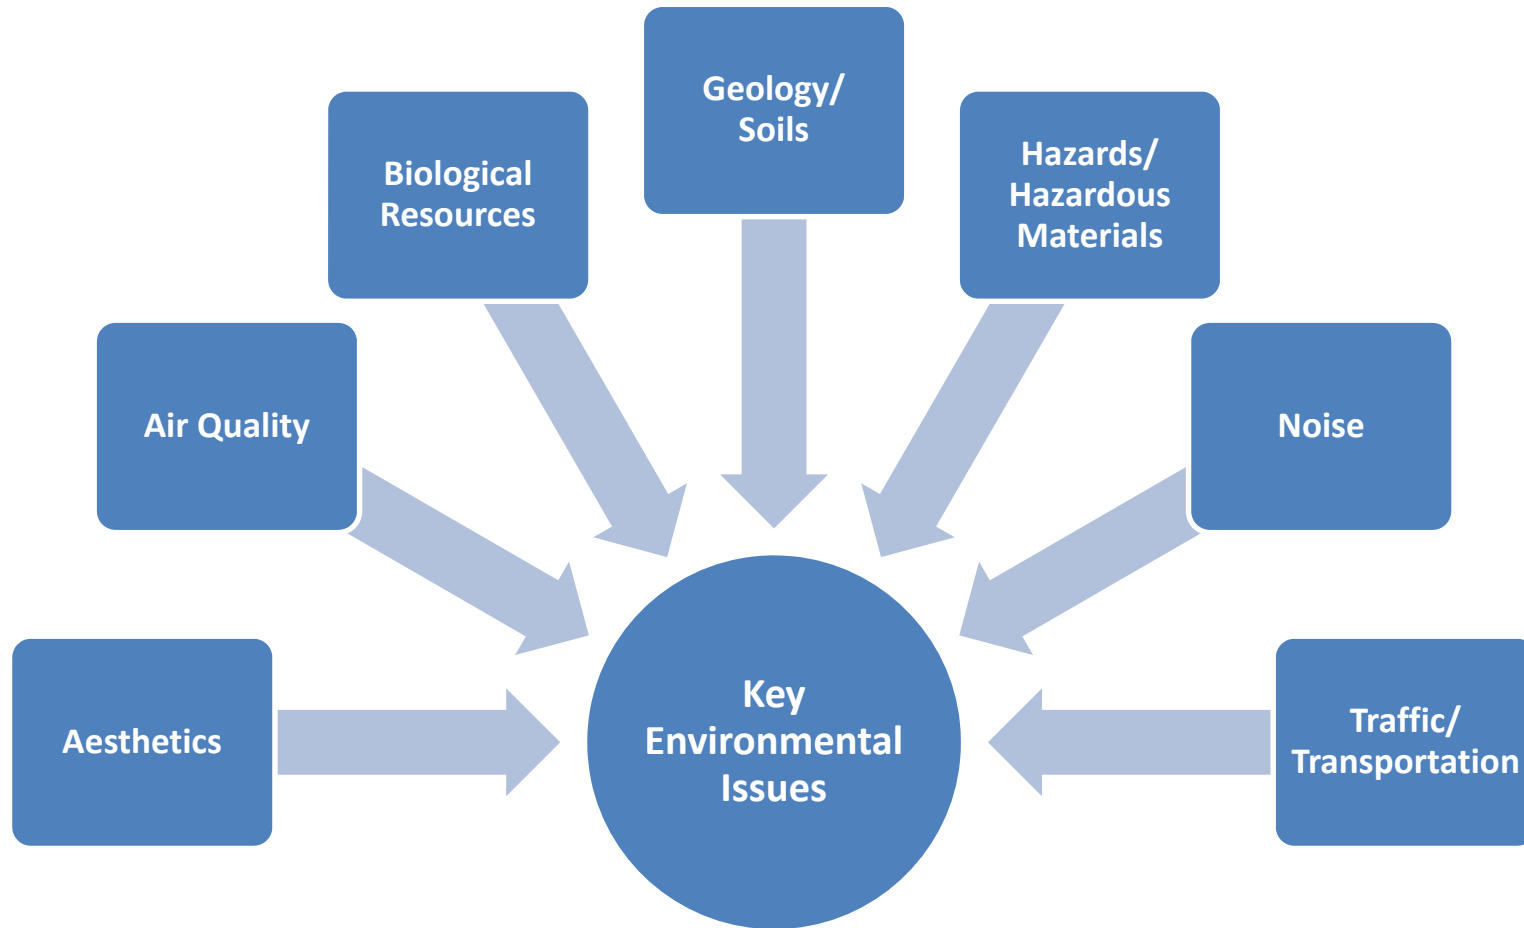 Geology/
Soils
Biological
Resources
Hazards/
Hazardous
Materials
Air Quality
Noise
Aesthetics
Key
Environmental
Issues
Traffic/
Transportation